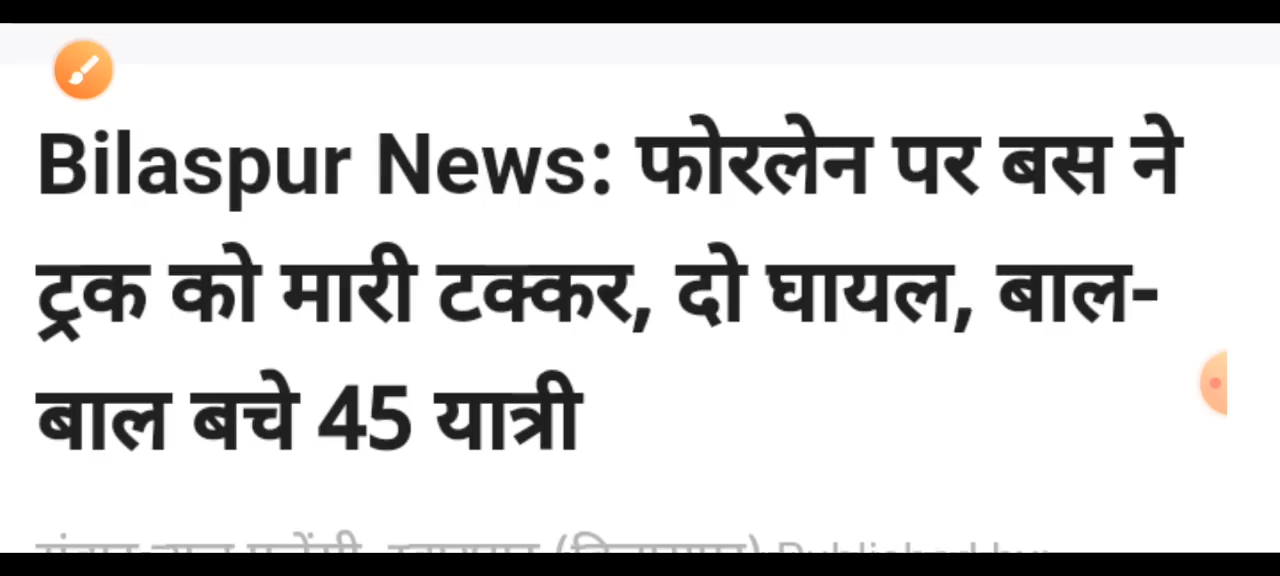 Bilaspur News: फोरलेन पर बस ने
ट्रक को मारी टक्कर, दो घायल, बाल-
बाल बचे 45 यात्री